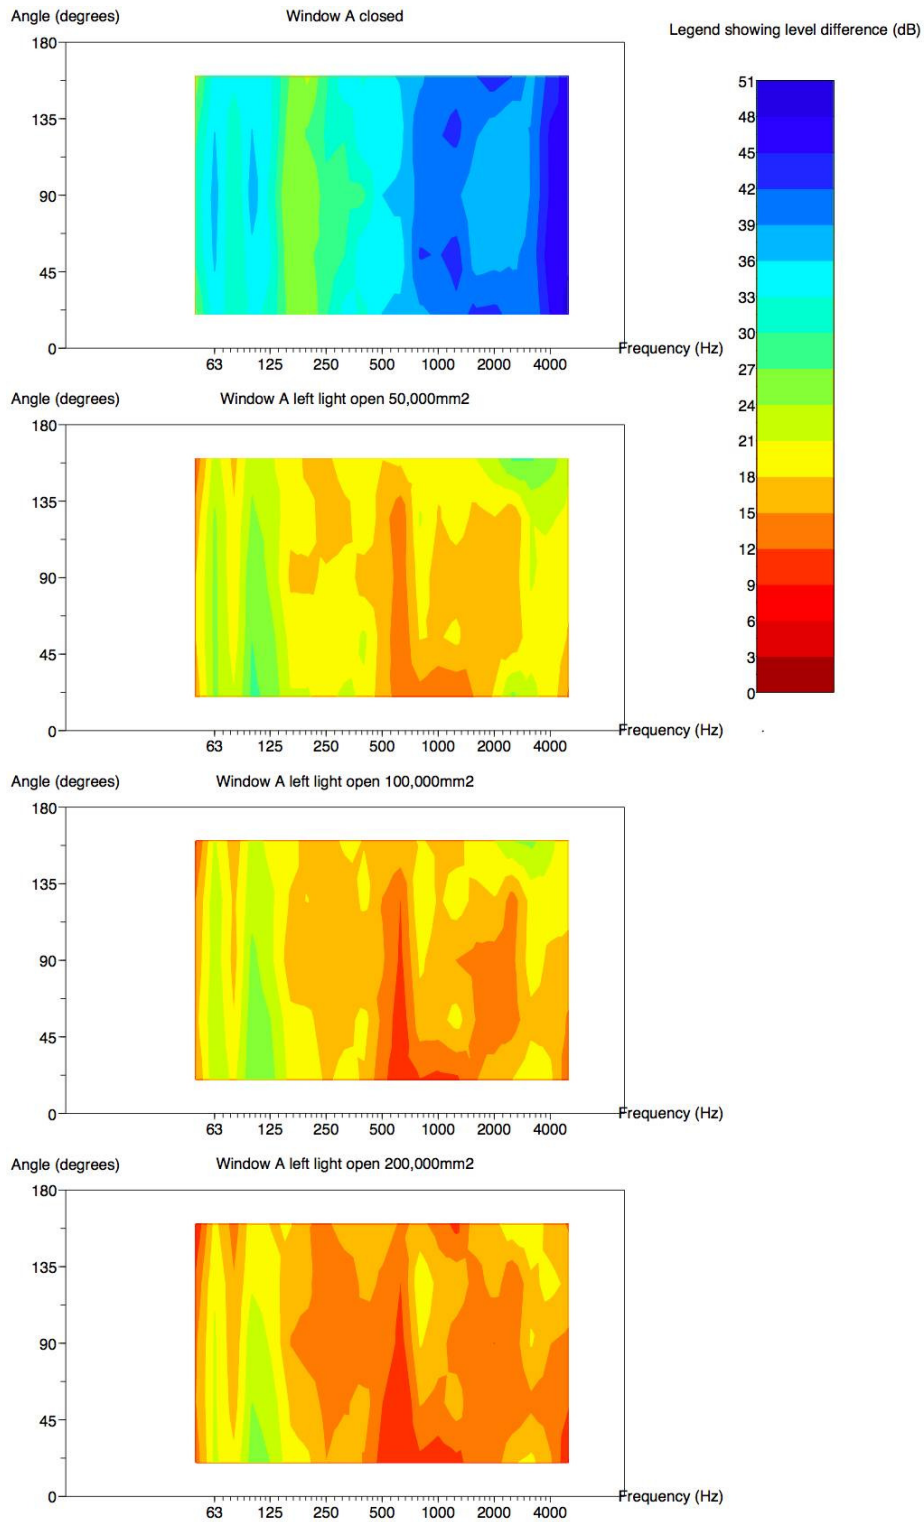 Angle (degrees) Window A closed
Legend showing level difference (dB)
180
135
90
45
0
Frequency (Hz)
63 125 250 500 1000 2000 4000
51
48
45
42
39
36
33
30
27
24
21
18
15
12
9
6
3
0
Angle (degrees) Window A left light open 50,000mm2
180
135
90
45
0
Frequency (Hz)
63 125 250 500 1000 2000 4000
Angle (degrees) Window A left light open 100,000mm2
180
135
90
45
0
Frequency (Hz)
63 125 250 500 1000 2000 4000
Angle (degrees) Window A left light open 200,000mm2
180
135
90
45
0
Frequency (Hz)
63 125 250 500 1000 2000 4000